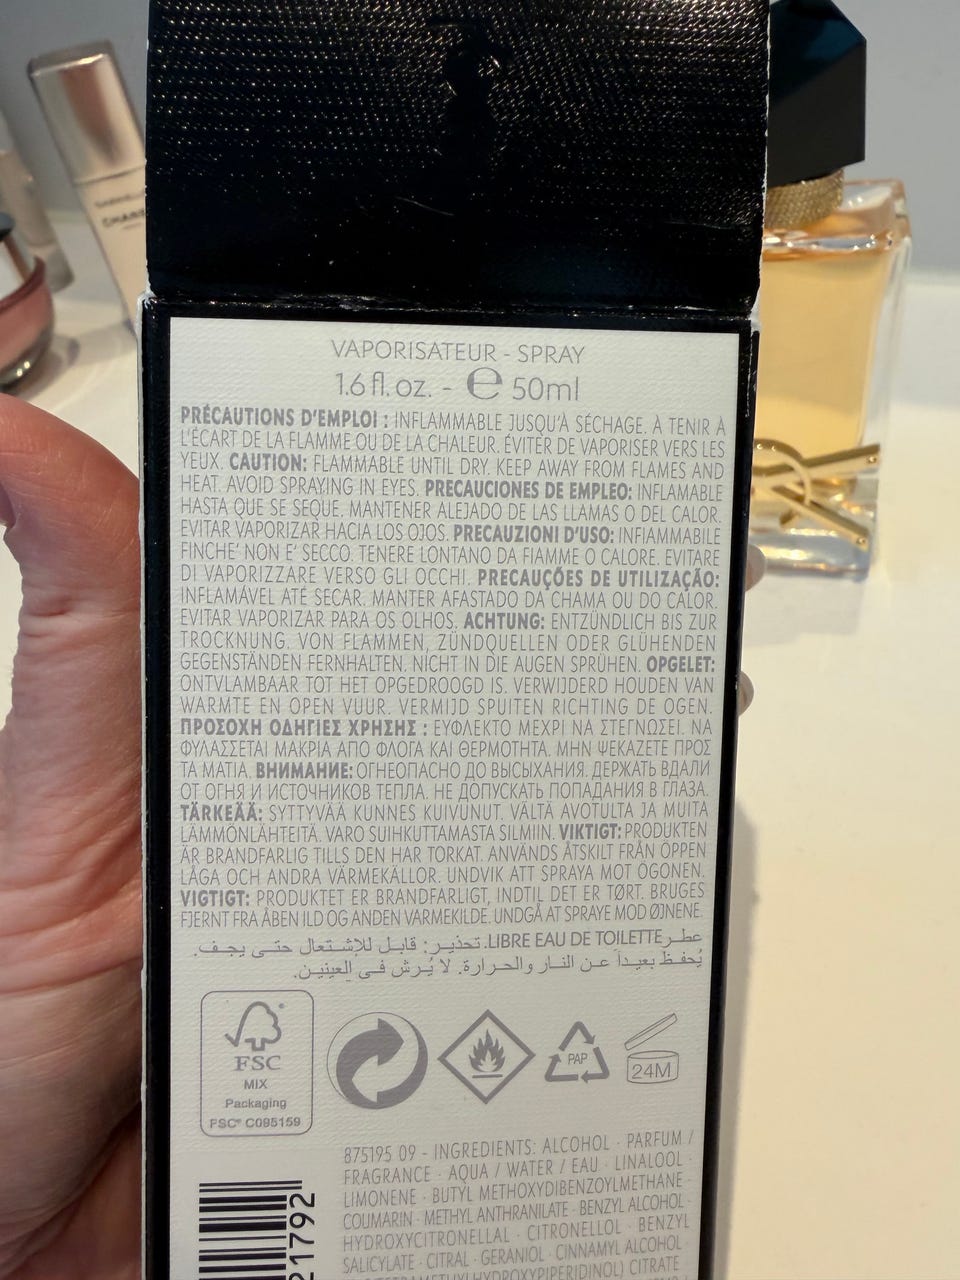 VAPORISATEUR - SPRAY
1.6 fl. oz. - ℮ 50ml
PRÉCAUTIONS D'EMPLOI : INFLAMMABLE JUSQU'À SÉCHAGE. À TENIR À
L'ÉCART DE LA FLAMME OU DE LA CHALEUR. ÉVITER DE VAPORISER VERS LES
YEUX. CAUTION: FLAMMABLE UNTIL DRY. KEEP AWAY FROM FLAMES AND
HEAT. AVOID SPRAYING IN EYES. PRECAUCIONES DE EMPLEO: INFLAMABLE
HASTA QUE SE SEQUE. MANTENER ALEJADO DE LAS LLAMAS O DEL CALOR.
EVITAR VAPORIZAR HACIA LOS OJOS. PRECAUZIONI D'USO: INFIAMMABILE
FINCHE' NON E' SECCO. TENERE LONTANO DA FIAMME O CALORE. EVITARE
DI VAPORIZZARE VERSO GLI OCCHI. PRECAUÇÕES DE UTILIZAÇÃO:
INFLAMÁVEL ATÉ SECAR. MANTER AFASTADO DA CHAMA OU DO CALOR.
EVITAR VAPORIZAR PARA OS OLHOS. ACHTUNG: ENTZÜNDLICH BIS ZUR
TROCKNUNG. VON FLAMMEN, ZÜNDQUELLEN ODER GLÜHENDEN
GEGENSTÄNDEN FERNHALTEN. NICHT IN DIE AUGEN SPRÜHEN. OPGELET:
ONTVLAMBAAR TOT HET OPGEDROOGD IS. VERWIJDERD HOUDEN VAN
WARMTE EN OPEN VUUR. VERMIJD SPUITEN RICHTING DE OGEN.
ΠΡΟΣΟΧΗ ΟΔΗΓΙΕΣ ΧΡΗΣΗΣ : ΕΥΦΛΕΚΤΟ ΜΕΧΡΙ ΝΑ ΣΤΕΓΝΩΣΕΙ. ΝΑ
ΦΥΛΑΣΣΕΤΑΙ ΜΑΚΡΙΑ ΑΠΟ ΦΛΟΓΑ ΚΑΙ ΘΕΡΜΟΤΗΤΑ. ΜΗΝ ΨΕΚΑΖΕΤΕ ΠΡΟΣ
ΤΑ ΜΑΤΙΑ. ВНИМАНИЕ: ОГНЕОПАСНО ДО ВЫСЫХАНИЯ. ДЕРЖАТЬ ВДАЛИ
ОТ ОГНЯ И ИСТОЧНИКОВ ТЕПЛА. НЕ ДОПУСКАТЬ ПОПАДАНИЯ В ГЛАЗА.
TÄRKEÄÄ: SYTTYVÄÄ KUNNES KUIVUNUT. VÄLTÄ AVOTULTA JA MUITA
LÄMMÖNLÄHTEITÄ. VARO SUIHKUTTAMASTA SILMIIN. VIKTIGT: PRODUKTEN
ÄR BRANDFARLIG TILLS DEN HAR TORKAT. ANVÄNDS ÅTSKILT FRÅN ÖPPEN
LÅGA OCH ANDRA VÄRMEKÄLLOR. UNDVIK ATT SPRAYA MOT ÖGONEN.
VIGTIGT: PRODUKTET ER BRANDFARLIGT, INDTIL DET ER TØRT. BRUGES
FJERNT FRA ÅBEN ILD OG ANDEN VARMEKILDE. UNDGÅ AT SPRAYE MOD ØJNENE.
عطر LIBRE EAU DE TOILETTE. تحذير: قابل للإشتعال حتى يجف.
يُحفظ بعيداً عن النار والحرارة. لا يُرش في العينين.
FSC
MIX
Packaging
FSC® C095159
PAP
24M
875195 09 - INGREDIENTS: ALCOHOL · PARFUM /
FRAGRANCE · AQUA / WATER / EAU · LINALOOL ·
LIMONENE · BUTYL METHOXYDIBENZOYLMETHANE ·
COUMARIN · METHYL ANTHRANILATE · BENZYL ALCOHOL ·
HYDROXYCITRONELLAL · CITRONELLOL · BENZYL
SALICYLATE · CITRAL · GERANIOL · CINNAMYL ALCOHOL
TETRAMETHYLHYDROXYPIPERIDINOL) CITRATE
21792